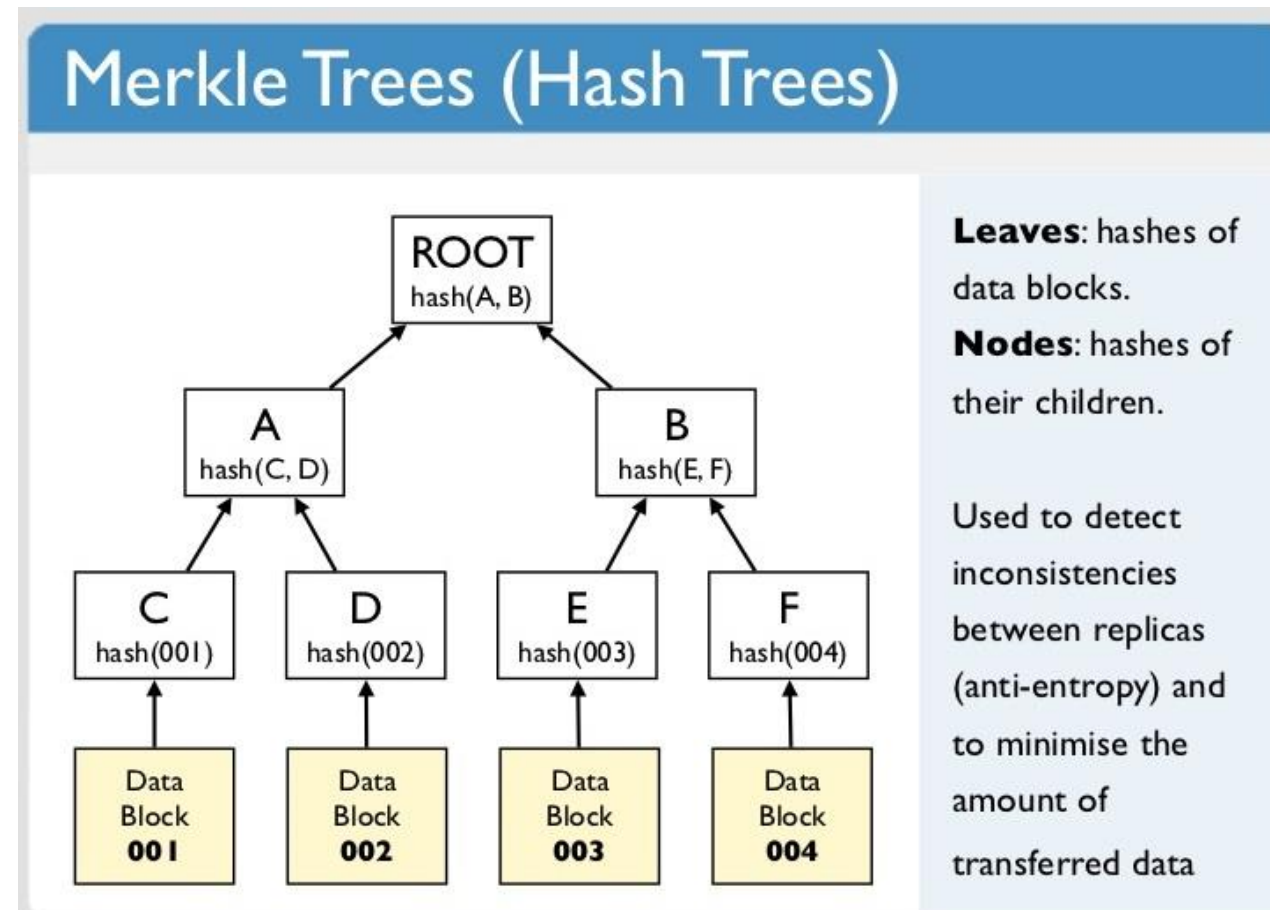 Merkle Trees (Hash Trees)
ROOT
hash(A, B)
A
hash(C, D)
B
hash(E, F)
C
hash(001)
D
hash(002)
E
hash(003)
F
hash(004)
Data
Block
001
Data
Block
002
Data
Block
003
Data
Block
004
Leaves: hashes of
data blocks.
Nodes: hashes of
their children.
Used to detect
inconsistencies
between replicas
(anti-entropy) and
to minimise the
amount of
transferred data